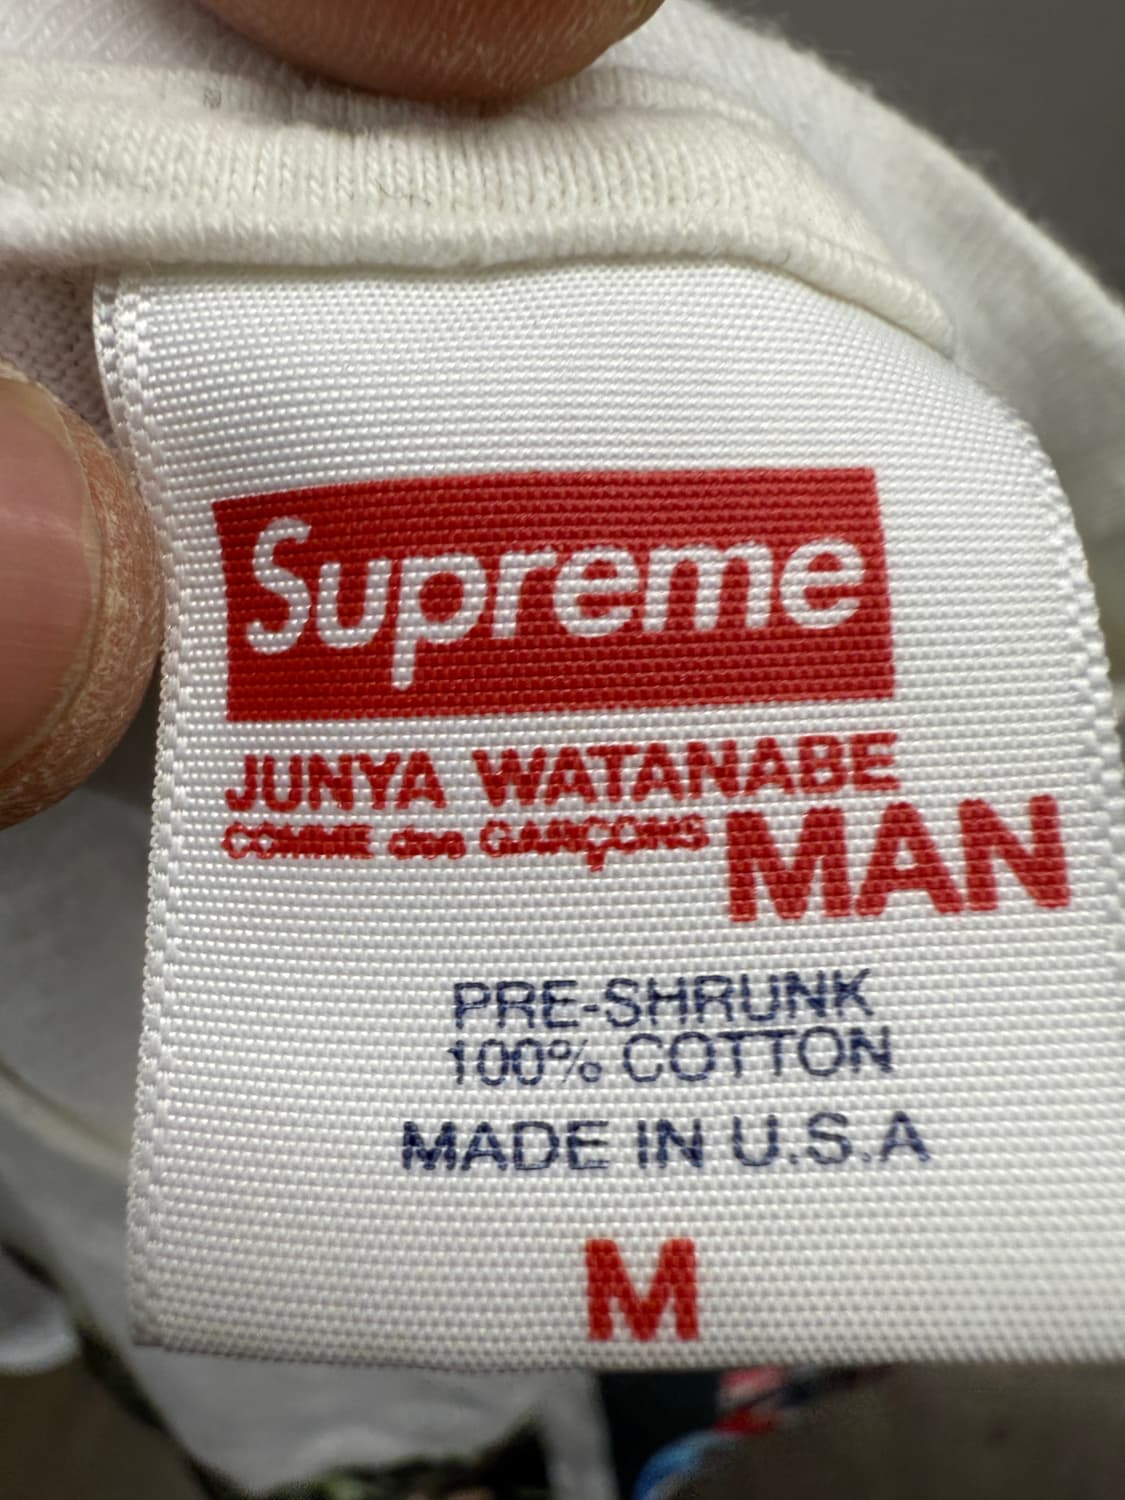 Supreme
JUNYA WATANABE
COMME des GARÇONS MAN
PRE-SHRUNK
100% COTTON
MADE IN U.S.A
M